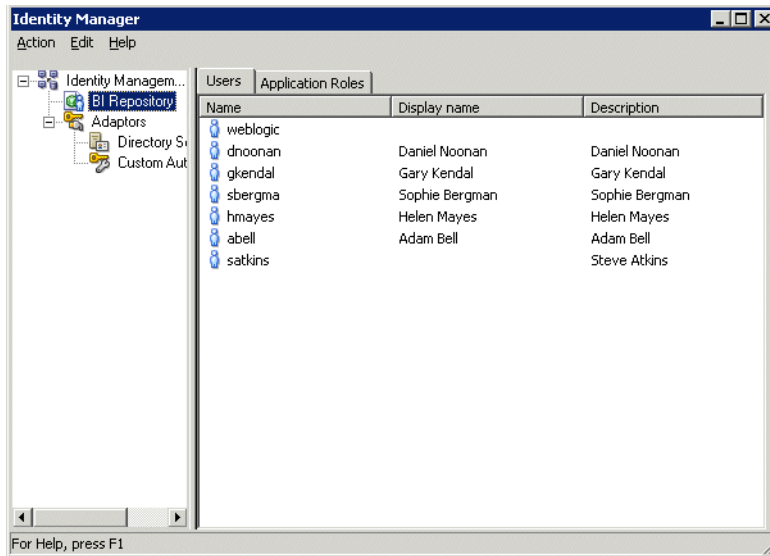 Identity Manager
Action Edit Help
Identity Managem...
BI Repository
Adaptors
Directory Se
Custom Aut
Users Application Roles
Name Display name Description
weblogic
dnoonan Daniel Noonan Daniel Noonan
gkendal Gary Kendal Gary Kendal
sbergma Sophie Bergman Sophie Bergman
hmayes Helen Mayes Helen Mayes
abell Adam Bell Adam Bell
satkins Steve Atkins
For Help, press F1